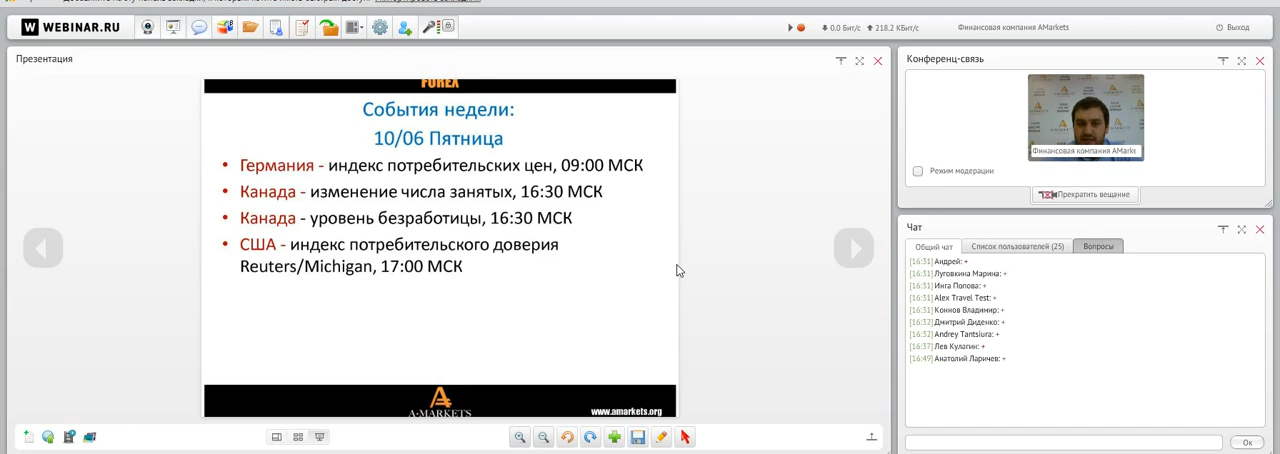 WEBINAR.RU
0.0 Бит/с 218.2 КБит/с
Финансовая компания AMarkets
Выход
Презентация
FOREX
События недели:
10/06 Пятница
• Германия - индекс потребительских цен, 09:00 МСК
• Канада - изменение числа занятых, 16:30 МСК
• Канада - уровень безработицы, 16:30 МСК
• США - индекс потребительского доверия
Reuters/Michigan, 17:00 МСК
A-MARKETS
www.amarkets.org
Конференц-связь
Финансовая компания AMarke
Режим модерации
Прекратить вещание
Чат
Общий чат
Список пользователей (25)
Вопросы
[16:31] Андрей: +
[16:31] Луговкина Марина: +
[16:31] Инга Попова: +
[16:31] Alex Travel Test: +
[16:31] Коннов Владимир: +
[16:32] Дмитрий Диденко: +
[16:32] Andrey Tantsiura: +
[16:37] Лев Кулагин: +
[16:49] Анатолий Ларичев: +
Ок